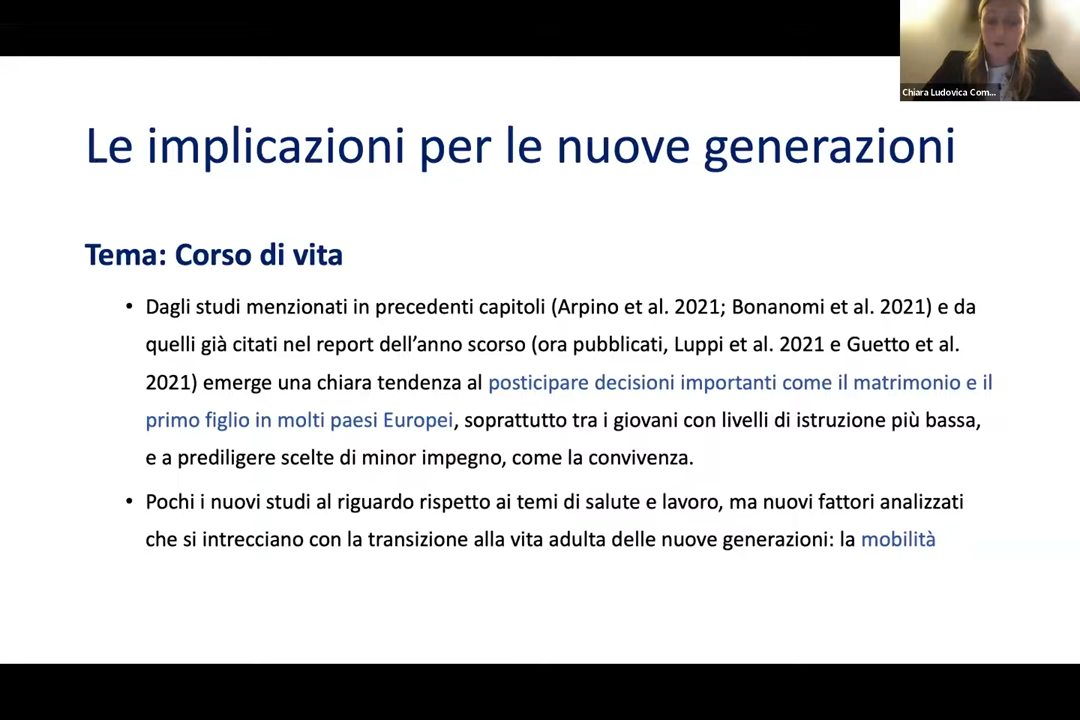 Chiara Ludovica Com...
Le implicazioni per le nuove generazioni
Tema: Corso di vita
• Dagli studi menzionati in precedenti capitoli (Arpino et al. 2021; Bonanomi et al. 2021) e da
quelli già citati nel report dell’anno scorso (ora pubblicati, Luppi et al. 2021 e Guetto et al.
2021) emerge una chiara tendenza al posticipare decisioni importanti come il matrimonio e il
primo figlio in molti paesi Europei, soprattutto tra i giovani con livelli di istruzione più bassa,
e a prediligere scelte di minor impegno, come la convivenza.
• Pochi i nuovi studi al riguardo rispetto ai temi di salute e lavoro, ma nuovi fattori analizzati
che si intrecciano con la transizione alla vita adulta delle nuove generazioni: la mobilità